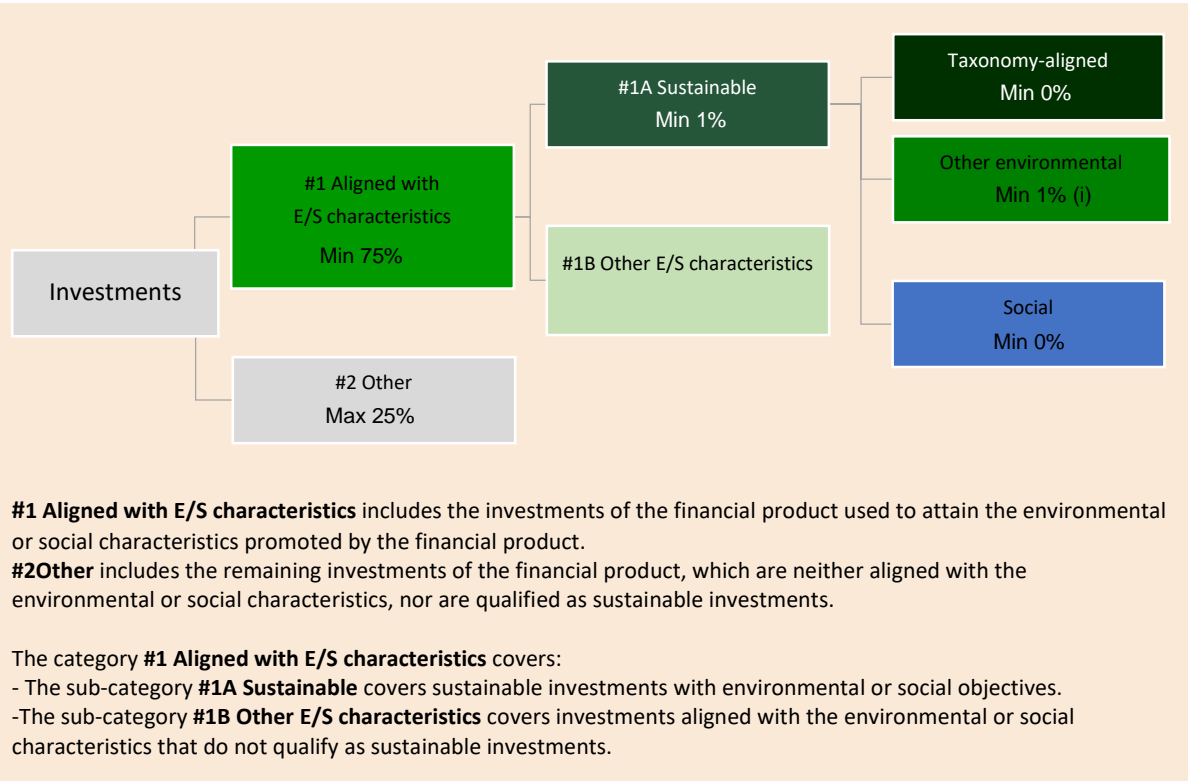 Investments
#1 Aligned with
E/S characteristics
Min 75%
#2 Other
Max 25%
#1A Sustainable
Min 1%
#1B Other E/S characteristics
Taxonomy-aligned
Min 0%
Other environmental
Min 1% (i)
Social
Min 0%
#1 Aligned with E/S characteristics includes the investments of the financial product used to attain the environmental
or social characteristics promoted by the financial product.
#2Other includes the remaining investments of the financial product, which are neither aligned with the
environmental or social characteristics, nor are qualified as sustainable investments.
The category #1 Aligned with E/S characteristics covers:
- The sub-category #1A Sustainable covers sustainable investments with environmental or social objectives.
-The sub-category #1B Other E/S characteristics covers investments aligned with the environmental or social
characteristics that do not qualify as sustainable investments.